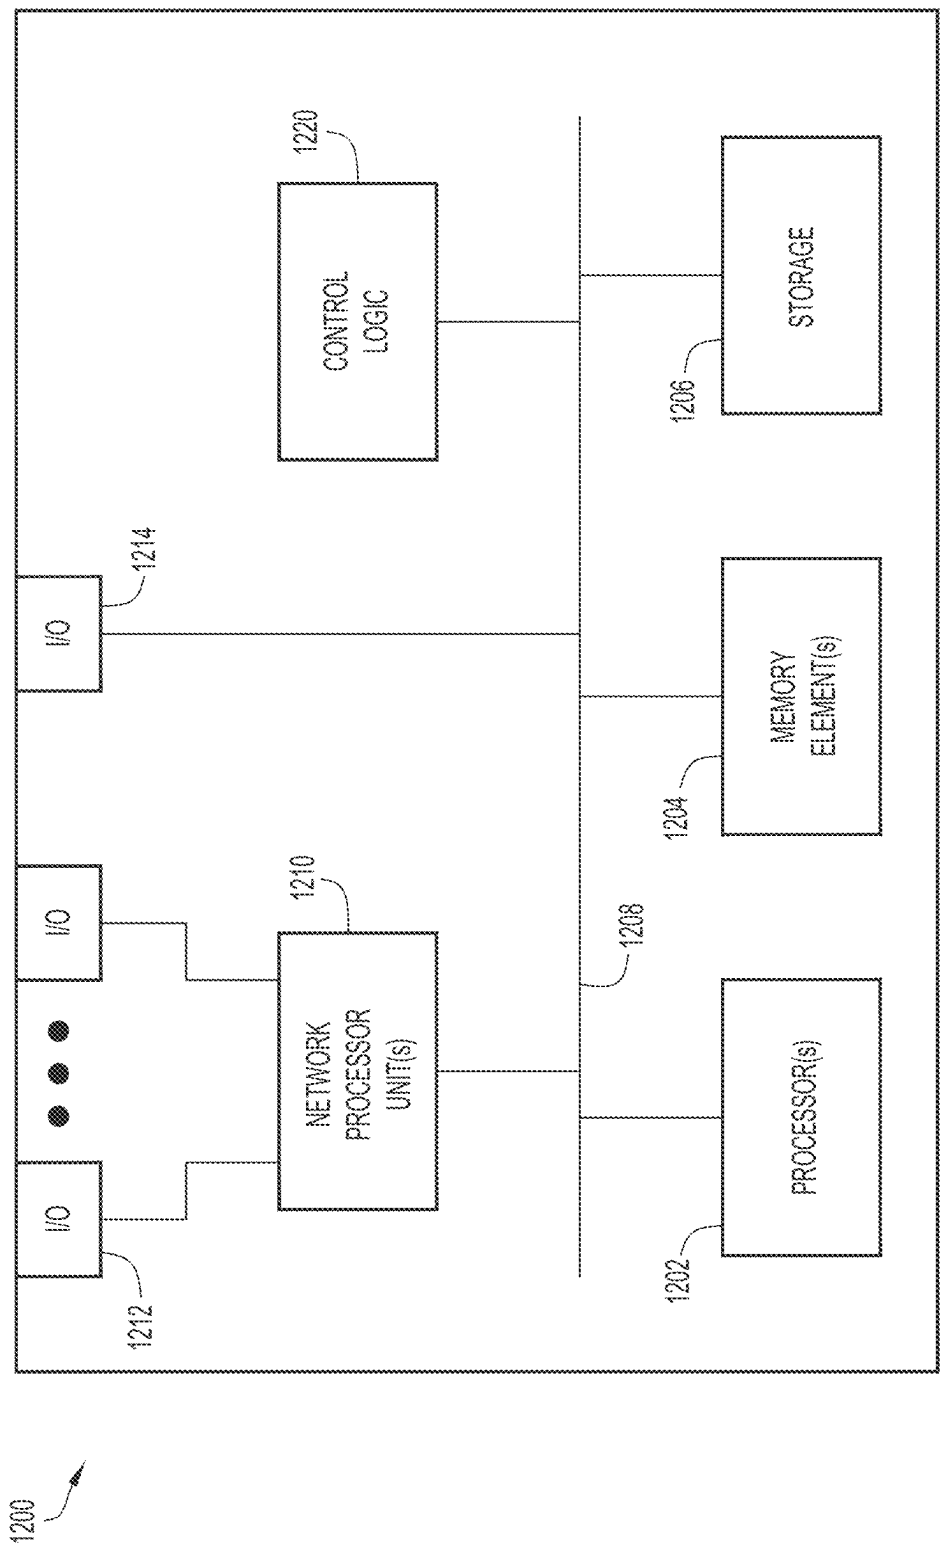 1200
1212
I/O
I/O
I/O
1214
NETWORK
PROCESSOR
UNIT(s)
1210
CONTROL
LOGIC
1220
1208
1202
PROCESSOR(s)
1204
MEMORY
ELEMENT(s)
1206
STORAGE